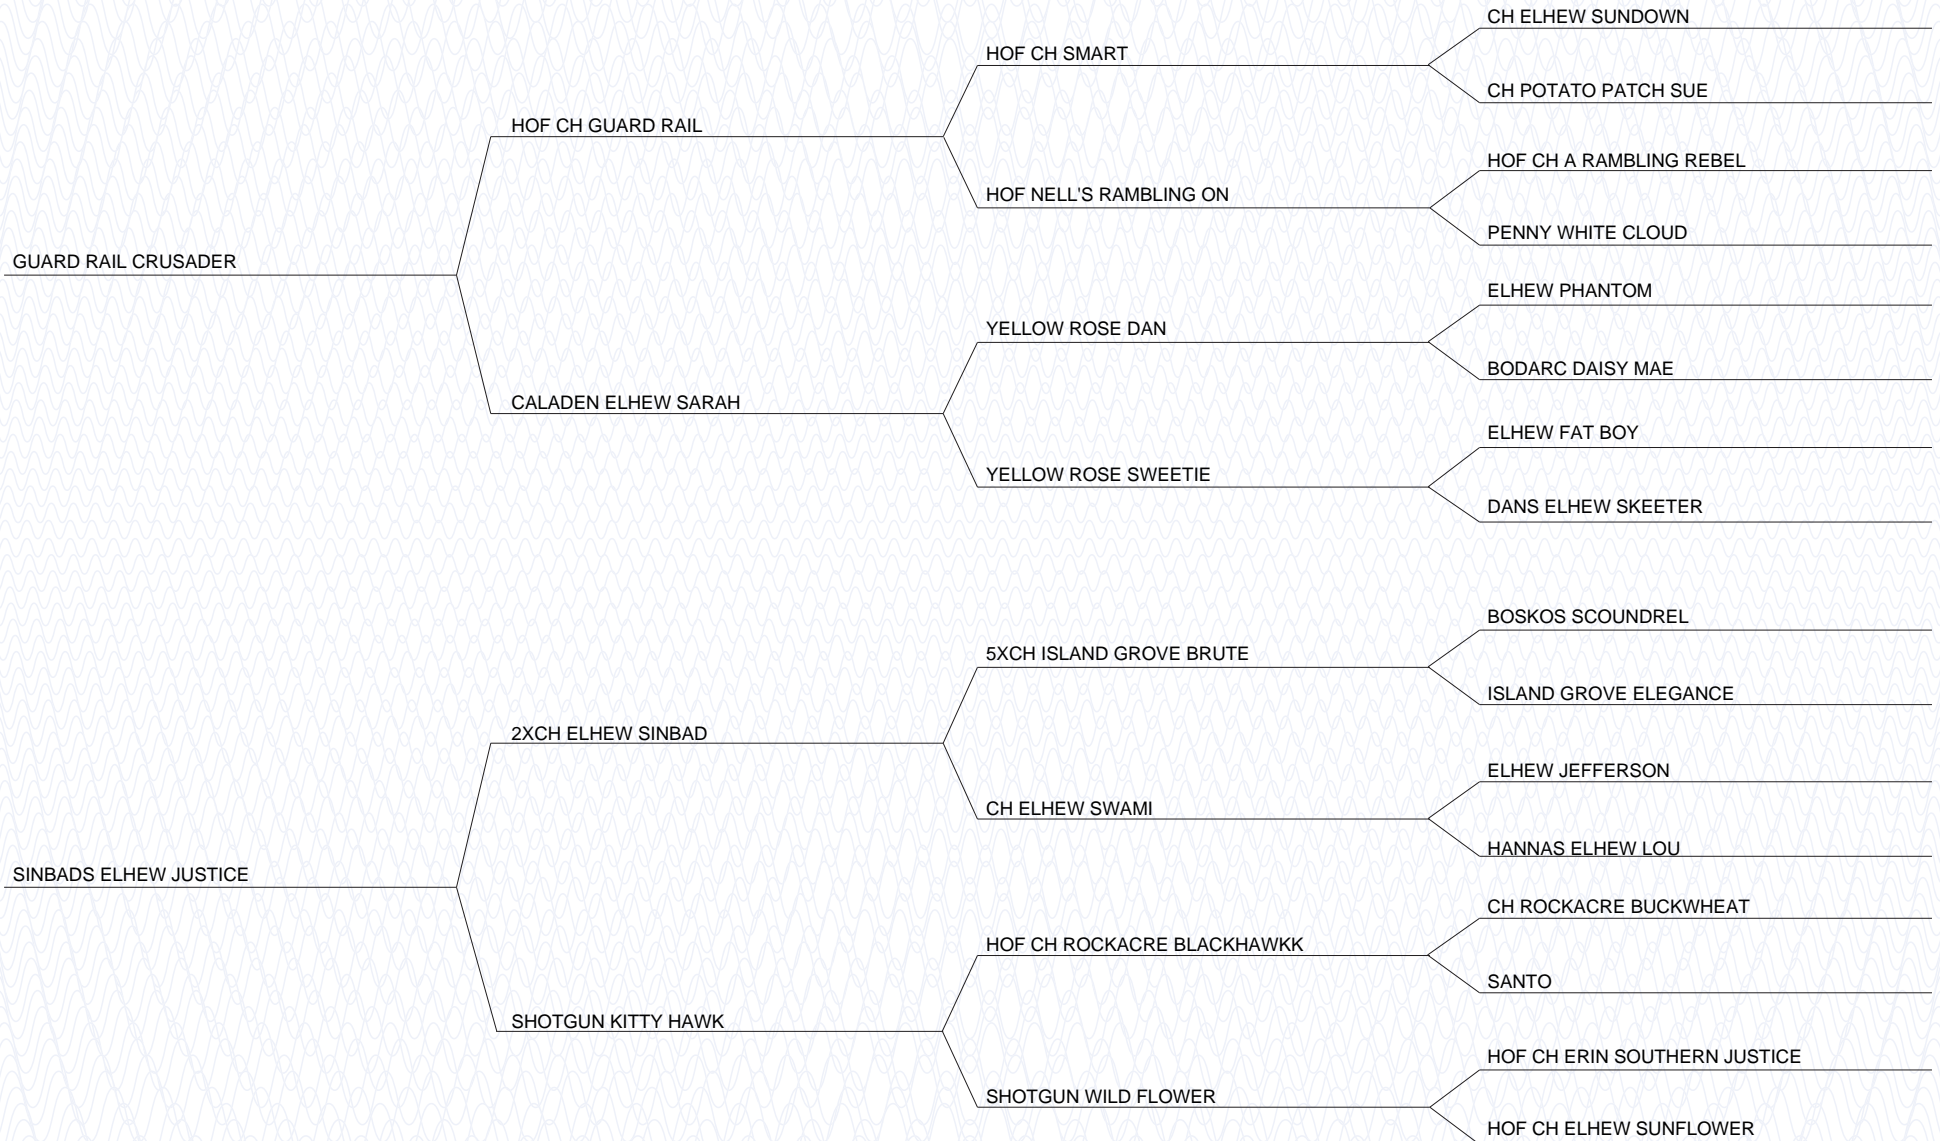 CH ELHEW SUNDOWN
HOF CH SMART
CH POTATO PATCH SUE
HOF CH GUARD RAIL
HOF CH A RAMBLING REBEL
HOF NELL'S RAMBLING ON
PENNY WHITE CLOUD
GUARD RAIL CRUSADER
ELHEW PHANTOM
YELLOW ROSE DAN
BODARC DAISY MAE
CALADEN ELHEW SARAH
ELHEW FAT BOY
YELLOW ROSE SWEETIE
DANS ELHEW SKEETER
BOSKOS SCOUNDREL
5XCH ISLAND GROVE BRUTE
ISLAND GROVE ELEGANCE
2XCH ELHEW SINBAD
ELHEW JEFFERSON
CH ELHEW SWAMI
HANNAS ELHEW LOU
SINBADS ELHEW JUSTICE
CH ROCKACRE BUCKWHEAT
HOF CH ROCKACRE BLACKHAWKK
SANTO
SHOTGUN KITTY HAWK
HOF CH ERIN SOUTHERN JUSTICE
SHOTGUN WILD FLOWER
HOF CH ELHEW SUNFLOWER